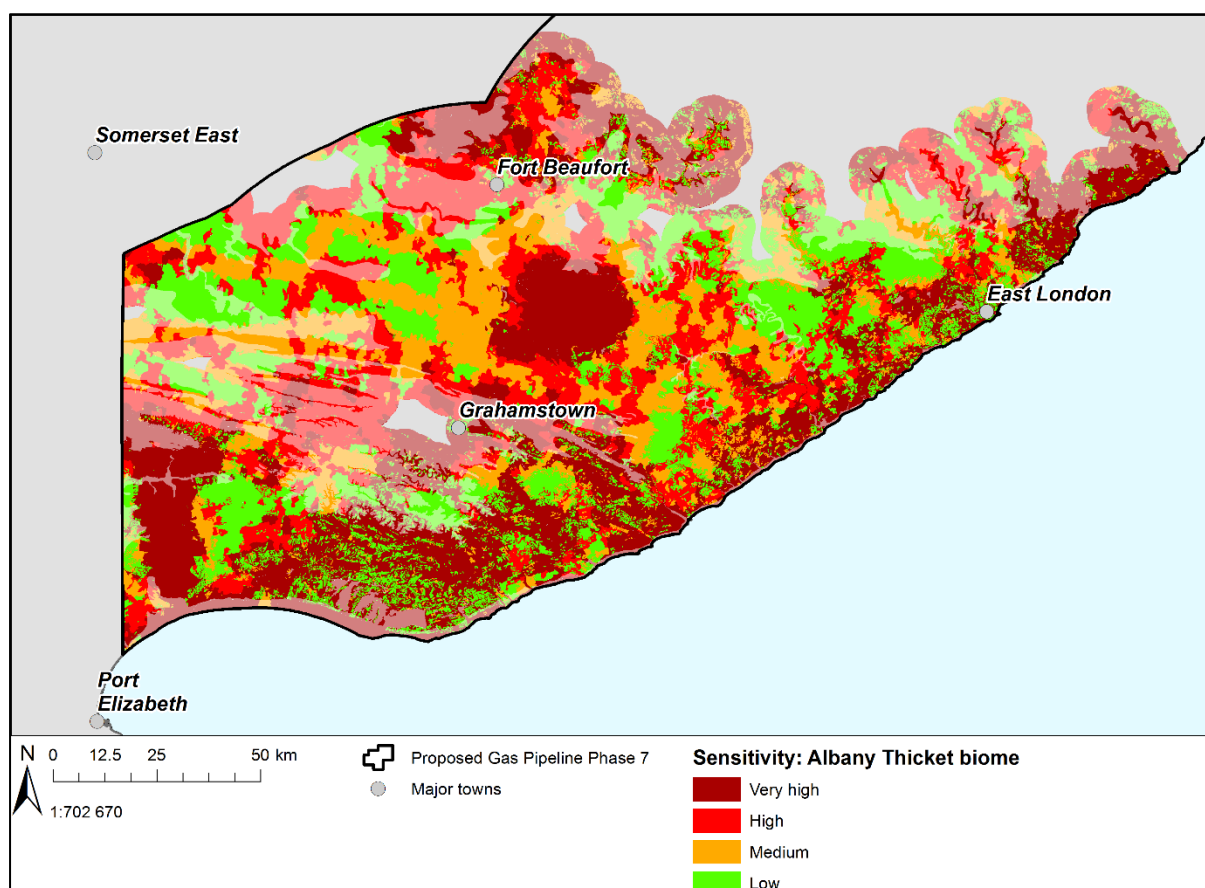 Somerset East
Fort Beaufort
East London
Grahamstown
Port
Elizabeth
N 0 12.5 25 50 km
1:702 670
Proposed Gas Pipeline Phase 7
Major towns
Sensitivity: Albany Thicket biome
Very high
High
Medium
Low